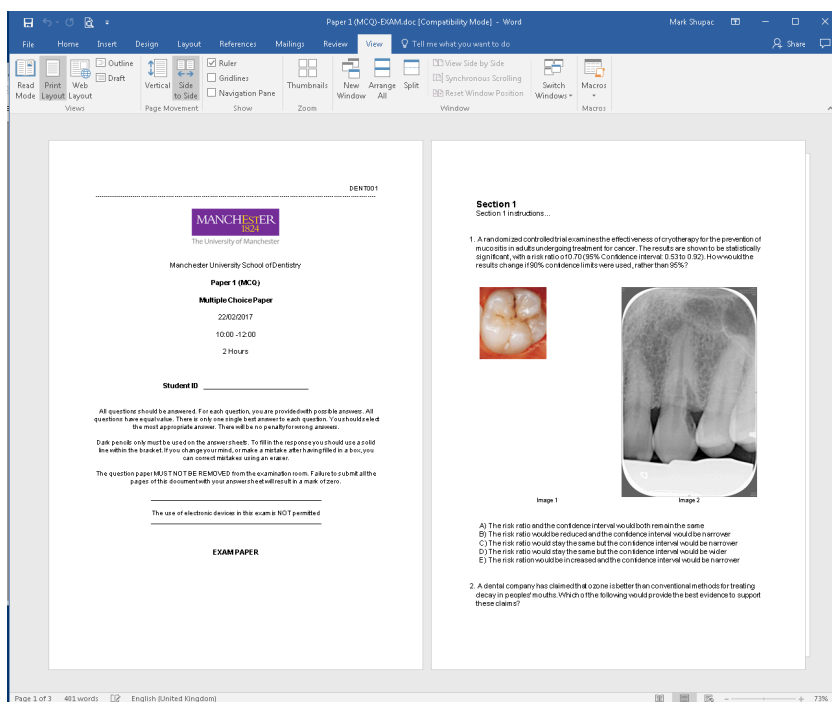 Paper 1 (MCQ)-EXAM.doc [Compatibility Mode] - Word
Mark Shupac
File Home Insert Design Layout References Mailings Review View Tell me what you want to do Share
Read Mode
Print Layout
Web Layout
Outline
Draft
Views
Vertical
Side to Side
Page Movement
Ruler
Gridlines
Navigation Pane
Show
Thumbnails
Zoom
New Window
Arrange All
Split
View Side by Side
Synchronous Scrolling
Reset Window Position
Window
Switch Windows
Macros
Macros
DENT001
MANCHESTER
1824
The University of Manchester
Manchester University School of Dentistry
Paper 1 (MCQ)
Multiple Choice Paper
22/02/2017
10:00 -12:00
2 Hours
Student ID
All questions should be answered. For each question, you are provided with possible answers. All
questions have equal value. There is only one single best answer to each question. You should select
the most appropriate answer. There will be no penalty for wrong answers.
Dark pencils only must be used on the answer sheets. To fill in the response you should use a solid
line within the bracket. If you change your mind, or make a mistake after having filled in a box, you
can correct mistakes using an eraser.
The question paper MUST NOT BE REMOVED from the examination room. Failure to submit all the
pages of this document with your answer sheet will result in a mark of zero.
The use of electronic devices in this exam is NOT permitted
EXAM PAPER
Section 1
Section 1 instructions...
1. A randomized controlled trial examines the effectiveness of cryotherapy for the prevention of
mucositis in adults undergoing treatment for cancer. The results are shown to be statistically
significant, with a risk ratio of 0.70 (95% Confidence interval: 0.53 to 0.92). How would the
results change if 90% confidence limits were used, rather than 95%?
Image 1
Image 2
A) The risk ratio and the confidence interval would both remain the same
B) The risk ratio would be reduced and the confidence interval would be narrower
C) The risk ratio would stay the same but the confidence interval would be narrower
D) The risk ratio would stay the same but the confidence interval would be wider
E) The risk ration would be increased and the confidence interval would be narrower
2. A dental company has claimed that ozone is better than conventional methods for treating
decay in peoples' mouths. Which of the following would provide the best evidence to support
these claims?
Page 1 of 3 401 words English (United Kingdom) 73%